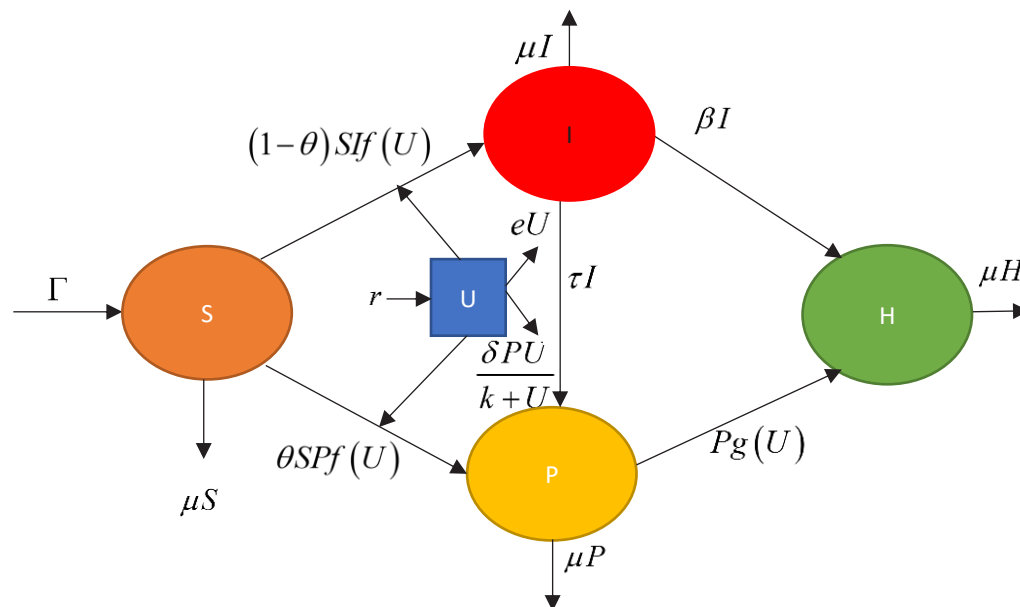 μI
I
βI
(1−θ)SIf(U)
eU
τI
Γ
S
r
U
δPU
k+U
H
μH
θSPf(U)
P
Pg(U)
μS
μP